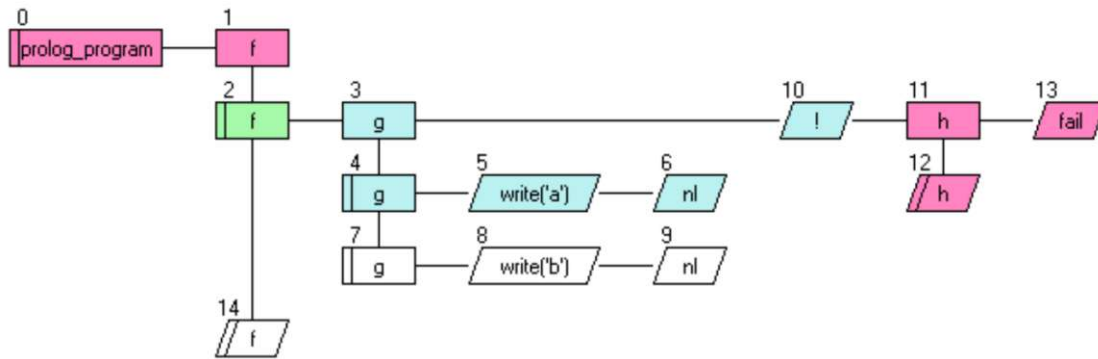 0 1
prolog_program f
2 3 10 11 13
f g ! h fail
4 5 6 12
g write('a') nl h
7 8 9
g write('b') nl
14
f